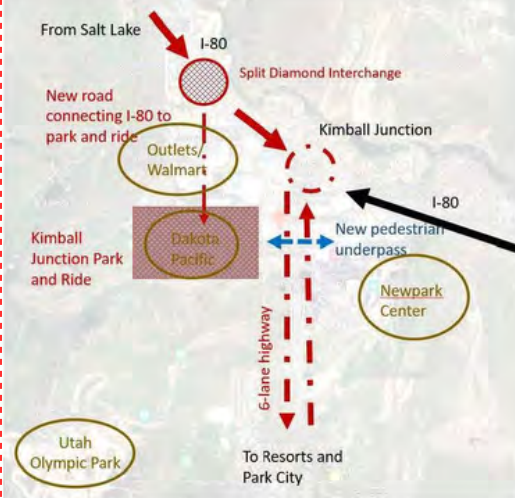 From Salt Lake
I-80
Split Diamond Interchange
New road
connecting I-80 to
park and ride
Kimball Junction
Outlets/
Walmart
I-80
Kimball
Junction Park
and Ride
Dakota
Pacific
New pedestrian
underpass
Newpark
Center
6-lane highway
Utah
Olympic Park
To Resorts and
Park City